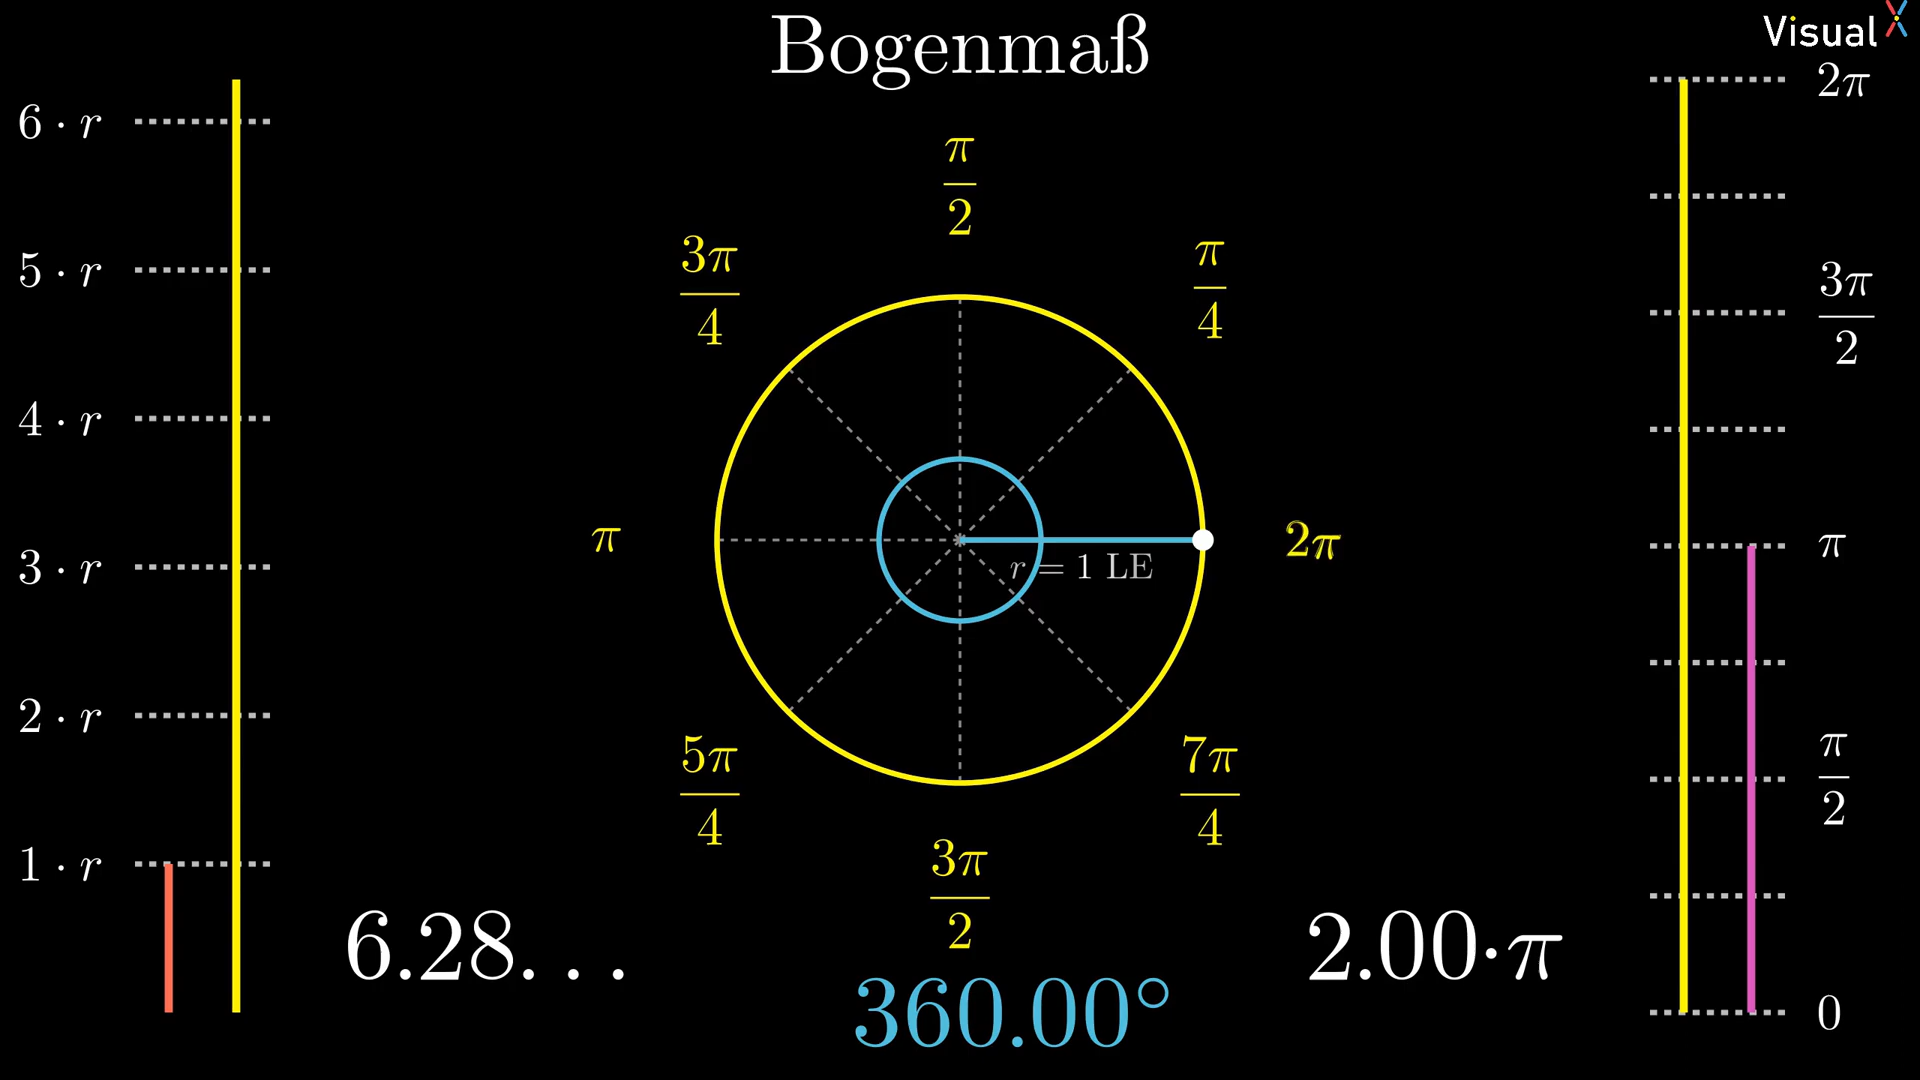 Bogenmaß
Visual X
6 · r
5 · r
4 · r
3 · r
2 · r
1 · r
π/2
3π/4
π/4
π
2π
r = 1 LE
5π/4
7π/4
3π/2
6.28...
360.00°
2.00·π
2π
3π/2
π
π/2
0